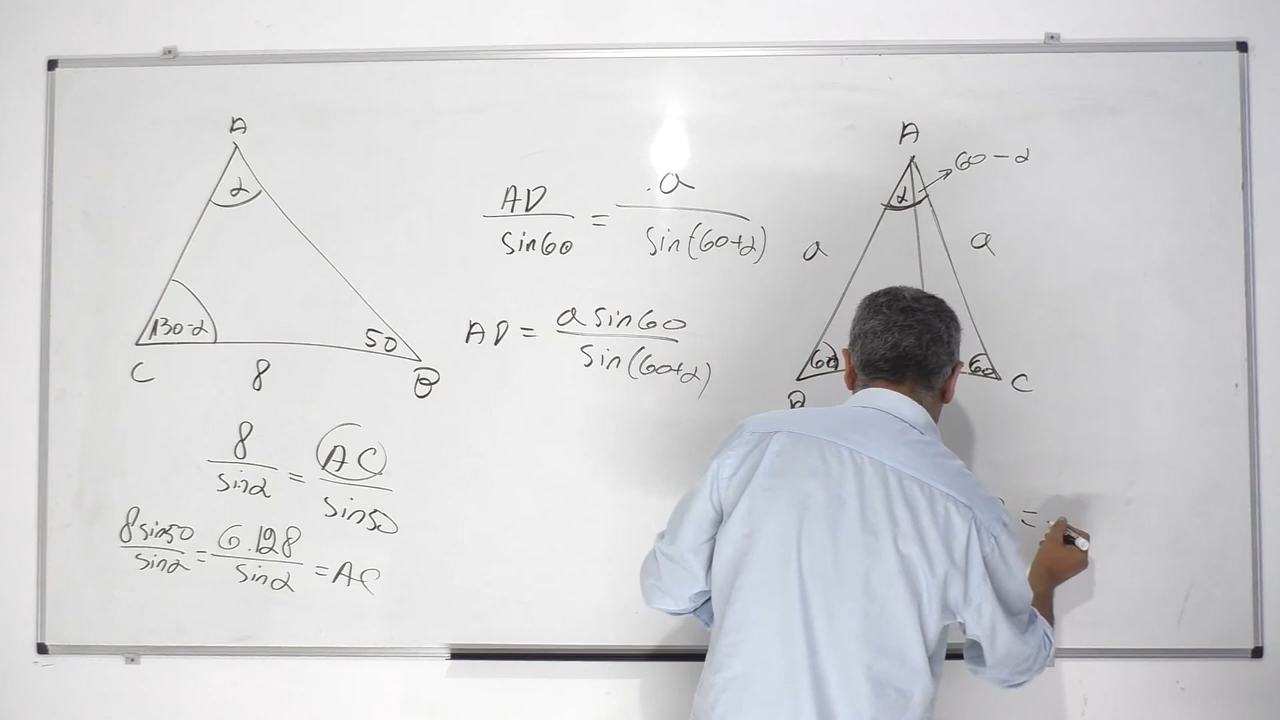 A
α
130-α
50
C
8
B
8/sinα = AC/sin50
8sin50/sinα = 6.128/sinα = AC
AD/sin60 = a/sin(60+α)
AD = a sin60/sin(60+α)
A
60-α
α
a
a
60
60
B
C
=